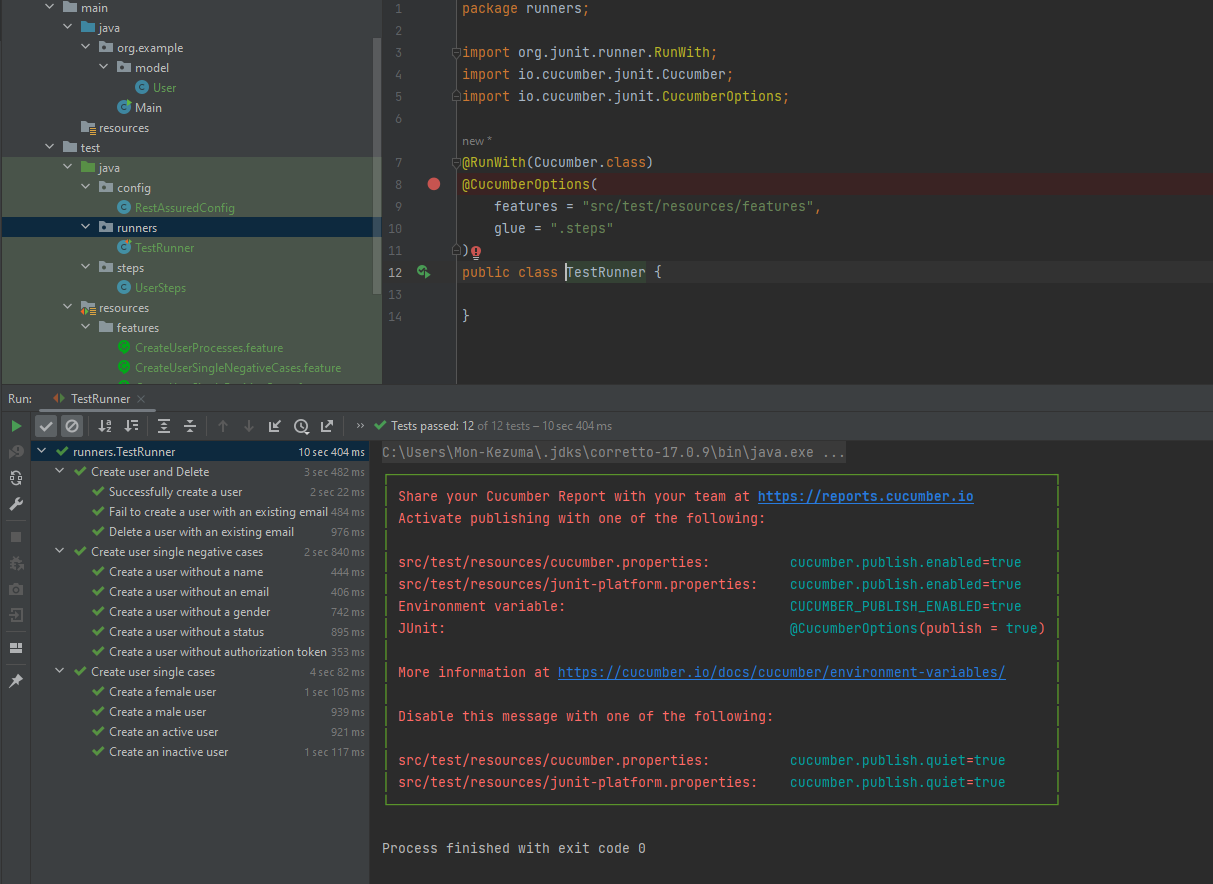 main
java
org.example
model
User
Main
resources
test
java
config
RestAssuredConfig
runners
TestRunner
steps
UserSteps
resources
features
CreateUserProcesses.feature
CreateUserSingleNegativeCases.feature
1 package runners;
2
3 import org.junit.runner.RunWith;
4 import io.cucumber.junit.Cucumber;
5 import io.cucumber.junit.CucumberOptions;
6
new *
7 @RunWith(Cucumber.class)
8 @CucumberOptions(
9 features = "src/test/resources/features",
10 glue = ".steps"
11 )
12 public class TestRunner {
13
14 }
Run: TestRunner
Tests passed: 12 of 12 tests – 10 sec 404 ms
runners.TestRunner 10 sec 404 ms
Create user and Delete 3 sec 482 ms
Successfully create a user 2 sec 22 ms
Fail to create a user with an existing email 484 ms
Delete a user with an existing email 976 ms
Create user single negative cases 2 sec 840 ms
Create a user without a name 444 ms
Create a user without an email 406 ms
Create a user without a gender 742 ms
Create a user without a status 895 ms
Create a user without authorization token 353 ms
Create user single cases 4 sec 82 ms
Create a female user 1 sec 105 ms
Create a male user 939 ms
Create an active user 921 ms
Create an inactive user 1 sec 117 ms
C:\Users\Mon-Kezuma\.jdks\corretto-17.0.9\bin\java.exe ...
Share your Cucumber Report with your team at https://reports.cucumber.io
Activate publishing with one of the following:
src/test/resources/cucumber.properties: cucumber.publish.enabled=true
src/test/resources/junit-platform.properties: cucumber.publish.enabled=true
Environment variable: CUCUMBER_PUBLISH_ENABLED=true
JUnit: @CucumberOptions(publish = true)
More information at https://cucumber.io/docs/cucumber/environment-variables/
Disable this message with one of the following:
src/test/resources/cucumber.properties: cucumber.publish.quiet=true
src/test/resources/junit-platform.properties: cucumber.publish.quiet=true
Process finished with exit code 0